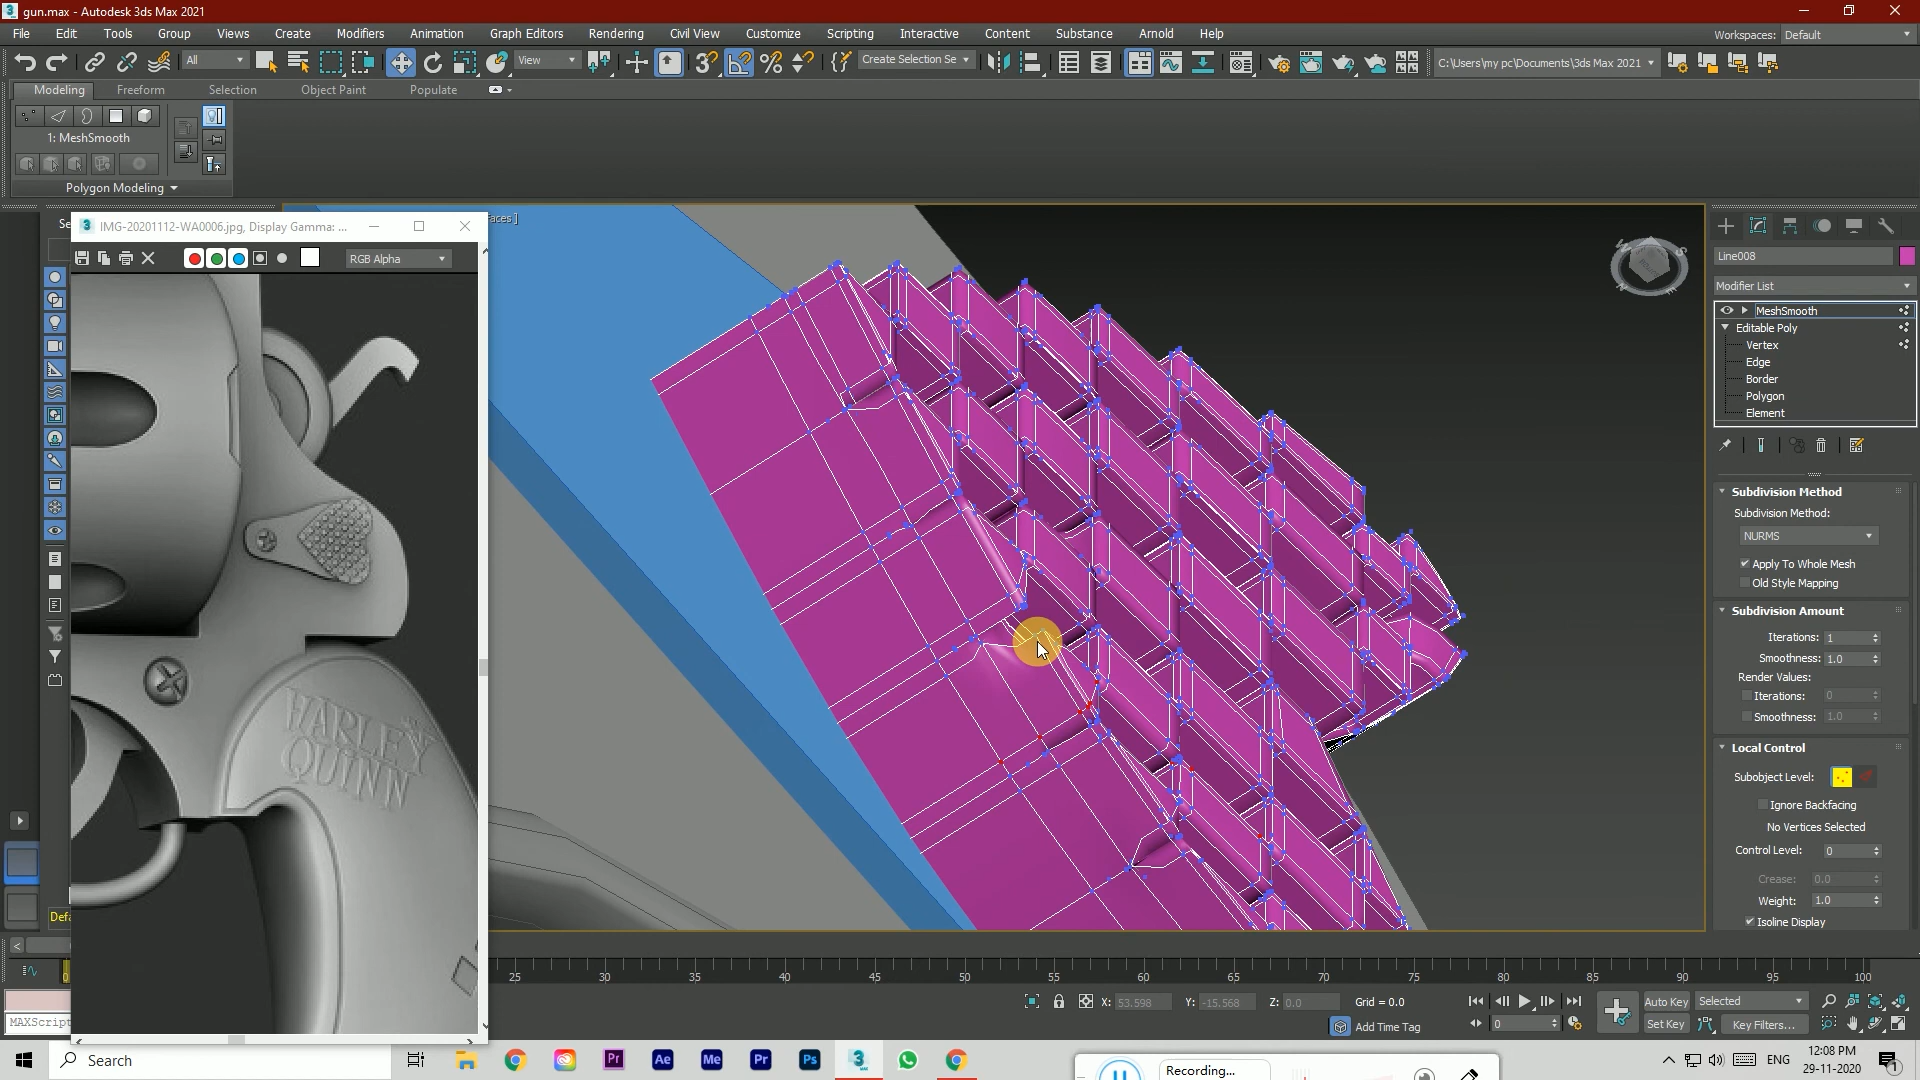 gun.max - Autodesk 3ds Max 2021
File Edit Tools Group Views Create Modifiers Animation Graph Editors Rendering Civil View Customize Scripting Interactive Content Substance Arnold Help
Workspaces: Default
All
View
Create Selection Se
C:\Users\my pc\Documents\3ds Max 2021
Modeling Freeform Selection Object Paint Populate
1: MeshSmooth
Polygon Modeling
IMG-20201112-WA0006.jpg, Display Gamma: ...
RGB Alpha
HARLEY
QUINN
Line008
Modifier List
MeshSmooth
Editable Poly
Vertex
Edge
Border
Polygon
Element
Subdivision Method
Subdivision Method:
NURMS
Apply To Whole Mesh
Old Style Mapping
Subdivision Amount
Iterations: 1
Smoothness: 1.0
Render Values:
Iterations: 0
Smoothness: 1.0
Local Control
Subobject Level:
Ignore Backfacing
No Vertices Selected
Control Level: 0
Crease: 0.0
Weight: 1.0
Isoline Display
25 30 35 40 45 50 55 60 65 70 75 80 85 90 95 100
X: 53.598 Y: -15.568 Z: 0.0 Grid = 0.0
Add Time Tag
0
Auto Key Selected
Set Key Key Filters...
MAXScript
Search
Recording...
ENG
12:08 PM
29-11-2020